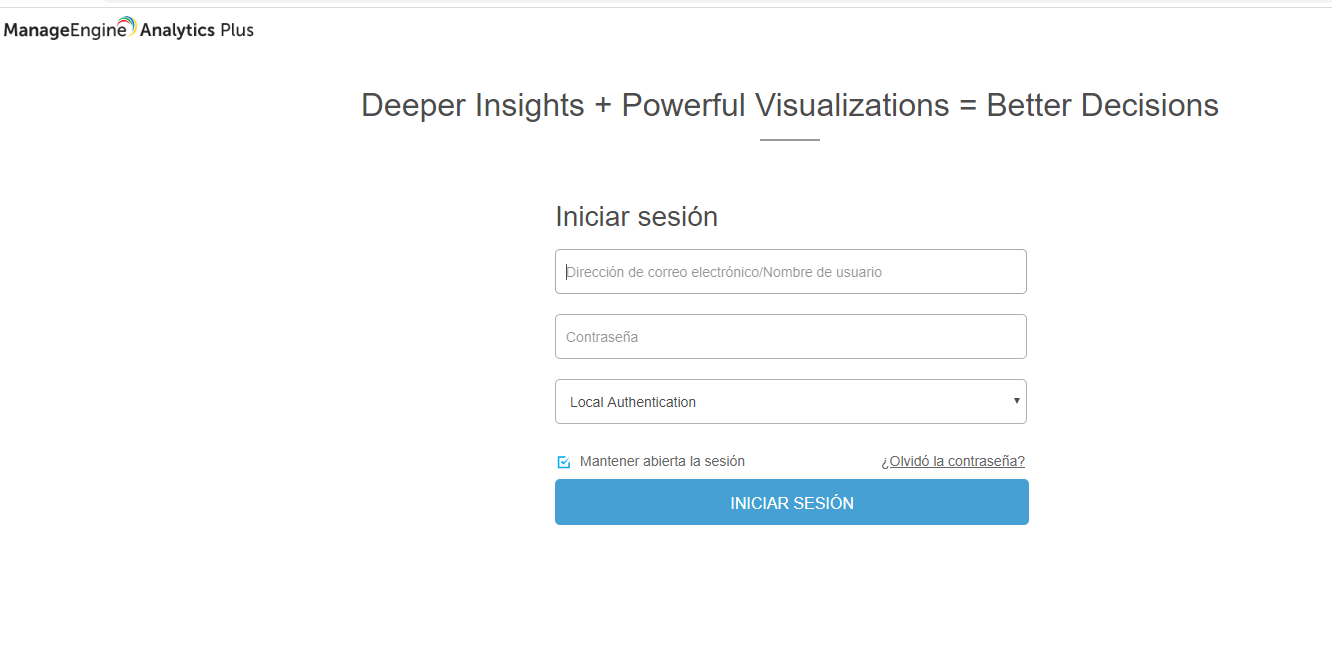 ManageEngine Analytics Plus
Deeper Insights + Powerful Visualizations = Better Decisions
Iniciar sesión
Dirección de correo electrónico/Nombre de usuario
Contraseña
Local Authentication
Mantener abierta la sesión ¿Olvidó la contraseña?
INICIAR SESIÓN